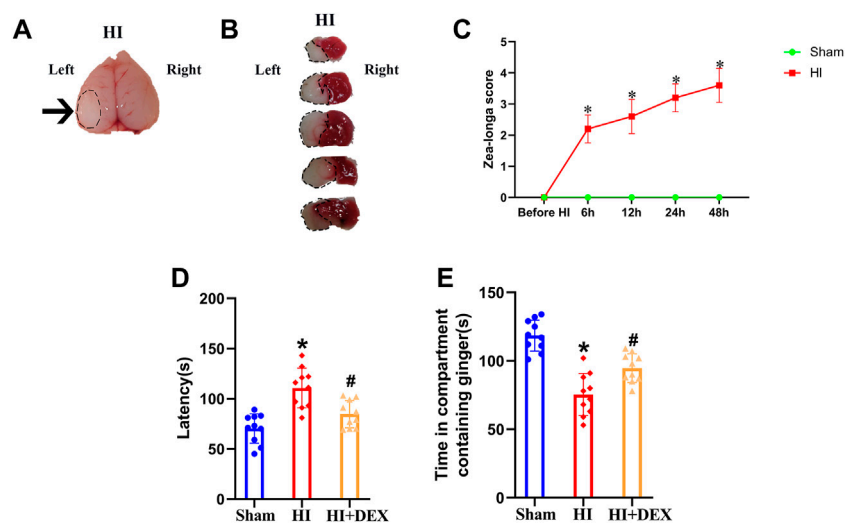 A
HI
Left
Right
B
HI
Left
Right
C
Zea-longa score
5
4
3
2
1
0
*
*
*
*
Before HI 6h 12h 24h 48h
Sham
HI
D
Latency(s)
200
150
100
50
0
*
#
Sham HI HI+DEX
E
Time in compartment
containing ginger(s)
150
100
50
0
*
#
Sham HI HI+DEX